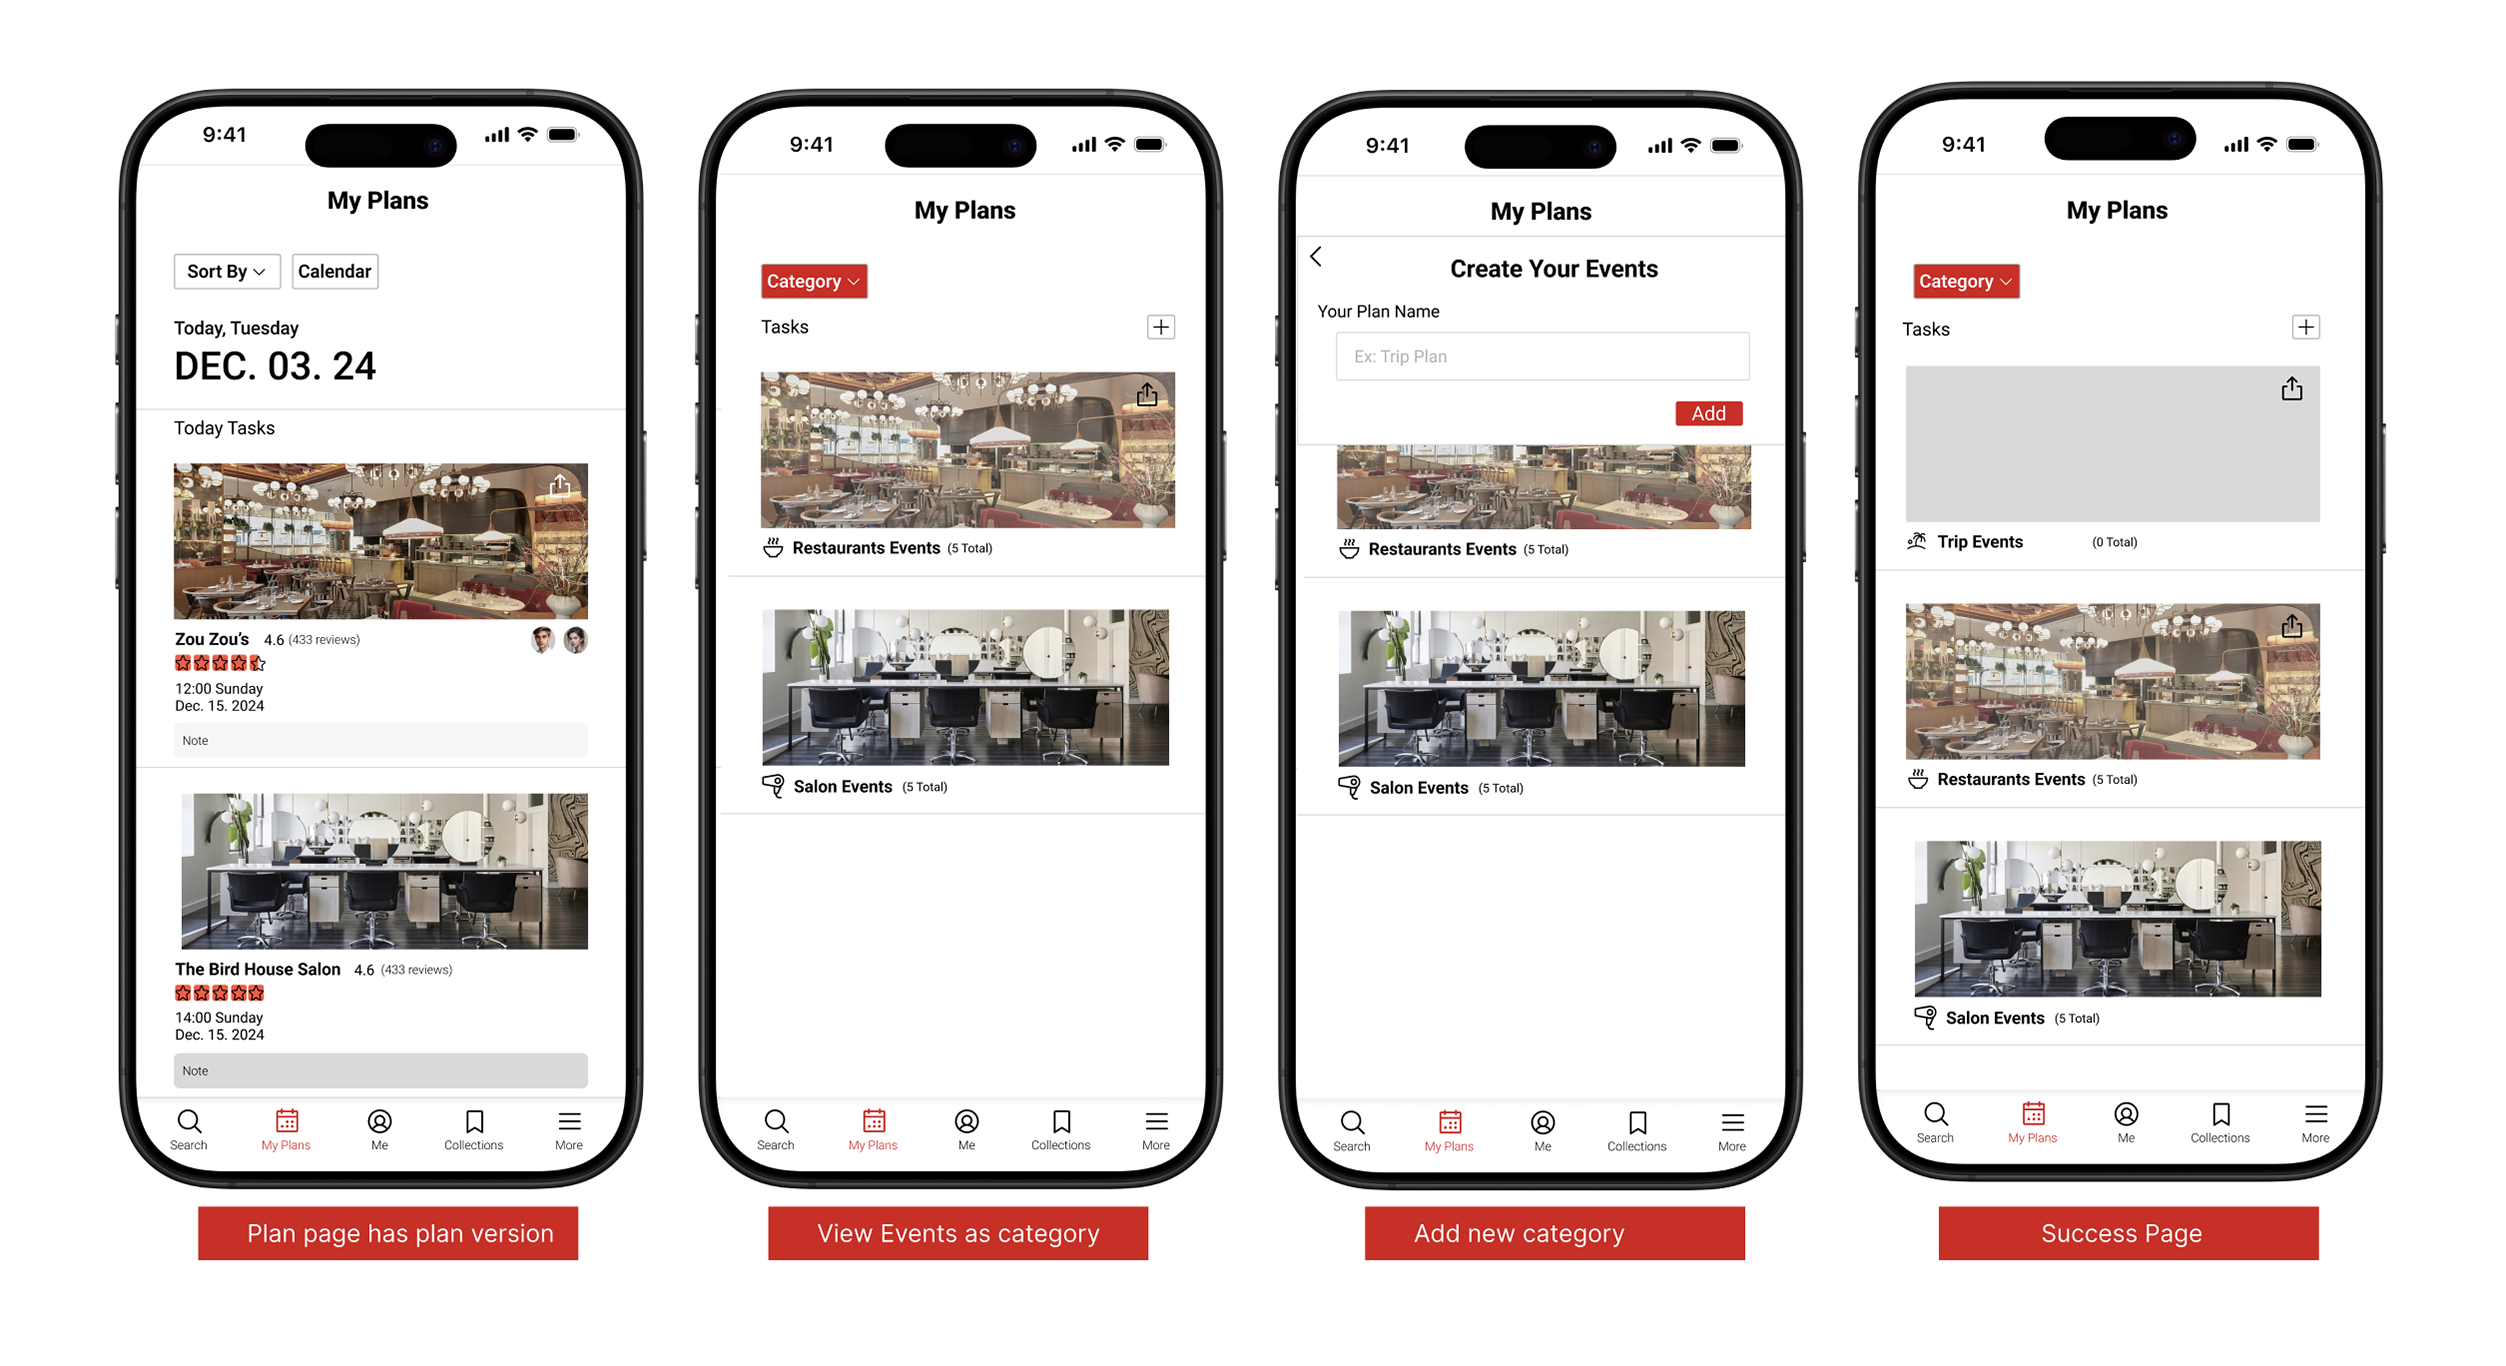 9:41
My Plans
Sort By
Calendar
Today, Tuesday
DEC. 03. 24
Today Tasks
Zou Zou's 4.6 (433 reviews)
12:00 Sunday
Dec. 15. 2024
Note
The Bird House Salon 4.6 (433 reviews)
14:00 Sunday
Dec. 15. 2024
Note
Search
My Plans
Me
Collections
More
Plan page has plan version
9:41
My Plans
Category
Tasks
Restaurants Events (5 Total)
Salon Events (5 Total)
Search
My Plans
Me
Collections
More
View Events as category
9:41
My Plans
Create Your Events
Your Plan Name
Ex: Trip Plan
Add
Restaurants Events (5 Total)
Salon Events (5 Total)
Search
My Plans
Me
Collections
More
Add new category
9:41
My Plans
Category
Tasks
Trip Events (0 Total)
Restaurants Events (5 Total)
Salon Events (5 Total)
Search
My Plans
Me
Collections
More
Success Page